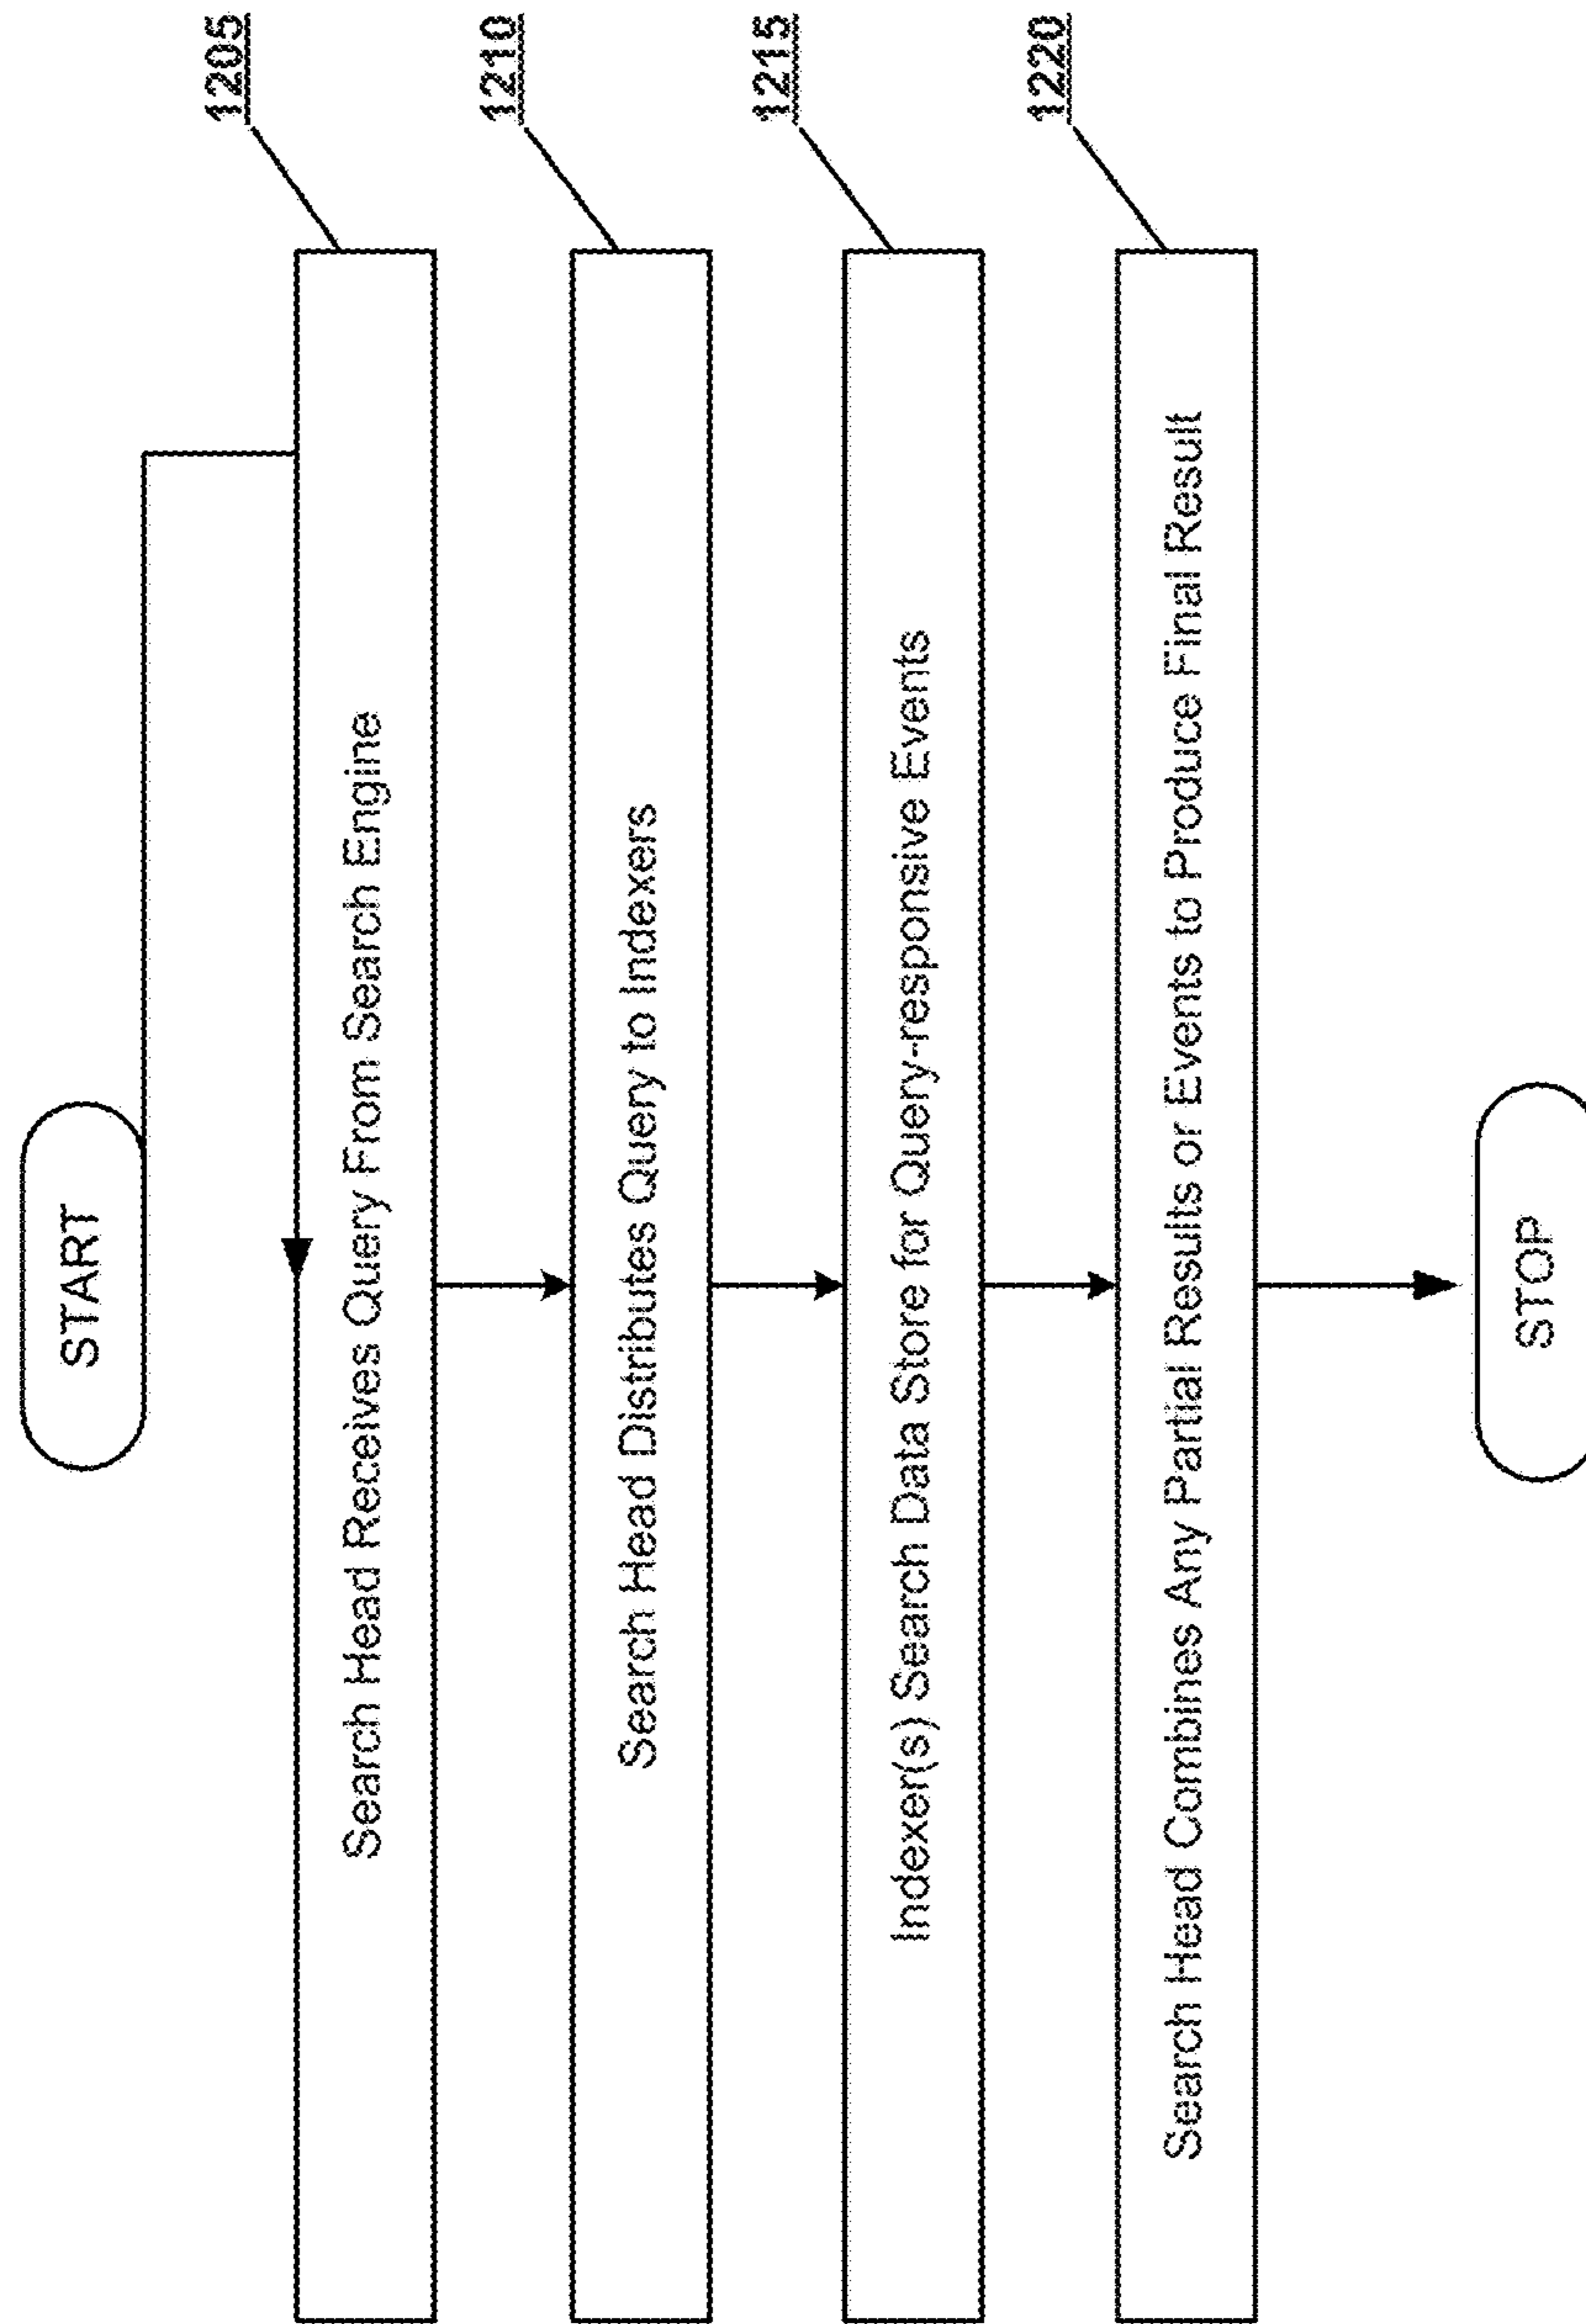 START
1205
Search Head Receives Query From Search Engine
1210
Search Head Distributes Query to Indexers
1215
Indexer(s) Search Data Store for Query-responsive Events
1220
Search Head Combines Any Partial Results or Events to Produce Final Result
STOP